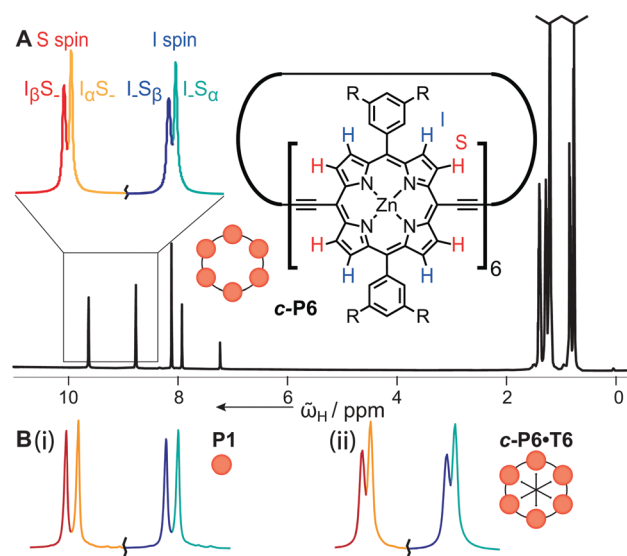 A
S spin
I spin
IβS-
IαS-
I-Sβ
I-Sα
R
R
H
H
I
S
H
H
N
N
Zn
N
N
H
H
H
H
6
R
R
c-P6
10
8
6
4
2
0
ω̃H / ppm
B (i)
P1
(ii)
c-P6•T6